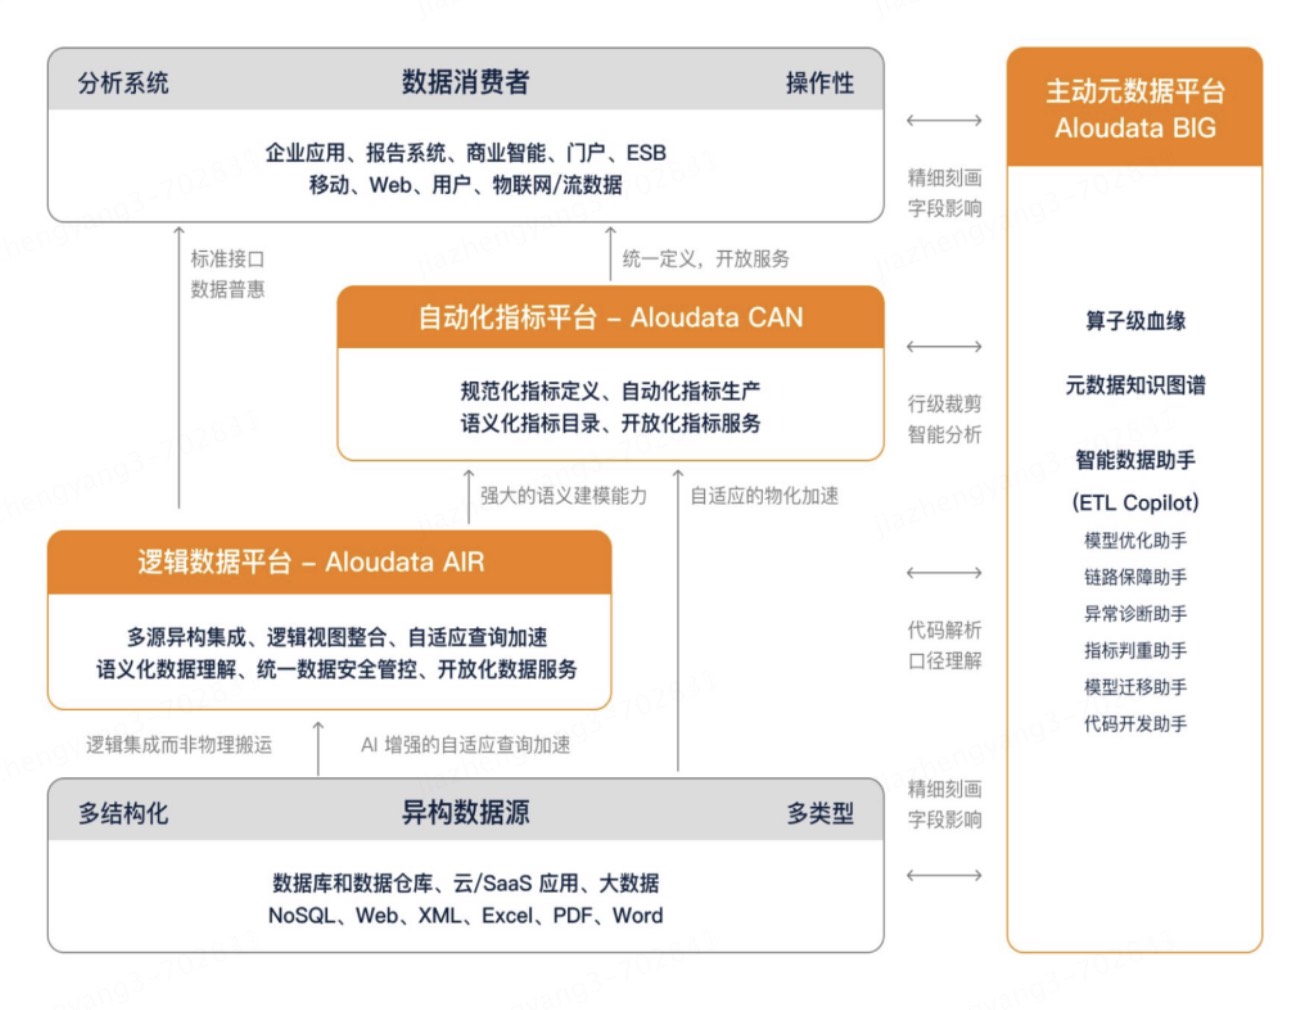 分析系统
数据消费者
操作性
企业应用、报告系统、商业智能、门户、ESB
移动、Web、用户、物联网/流数据
标准接口
数据普惠
统一定义，开放服务
自动化指标平台 – Aloudata CAN
规范化指标定义、自动化指标生产
语义化指标目录、开放化指标服务
强大的语义建模能力
自适应的物化加速
逻辑数据平台 – Aloudata AIR
多源异构集成、逻辑视图整合、自适应查询加速
语义化数据理解、统一数据安全管控、开放化数据服务
逻辑集成而非物理搬运
AI 增强的自适应查询加速
多结构化
异构数据源
多类型
数据库和数据仓库、云/SaaS 应用、大数据
NoSQL、Web、XML、Excel、PDF、Word
精细刻画
字段影响
行级裁剪
智能分析
代码解析
口径理解
精细刻画
字段影响
主动元数据平台
Aloudata BIG
算子级血缘
元数据知识图谱
智能数据助手
(ETL Copilot)
模型优化助手
链路保障助手
异常诊断助手
指标判重助手
模型迁移助手
代码开发助手